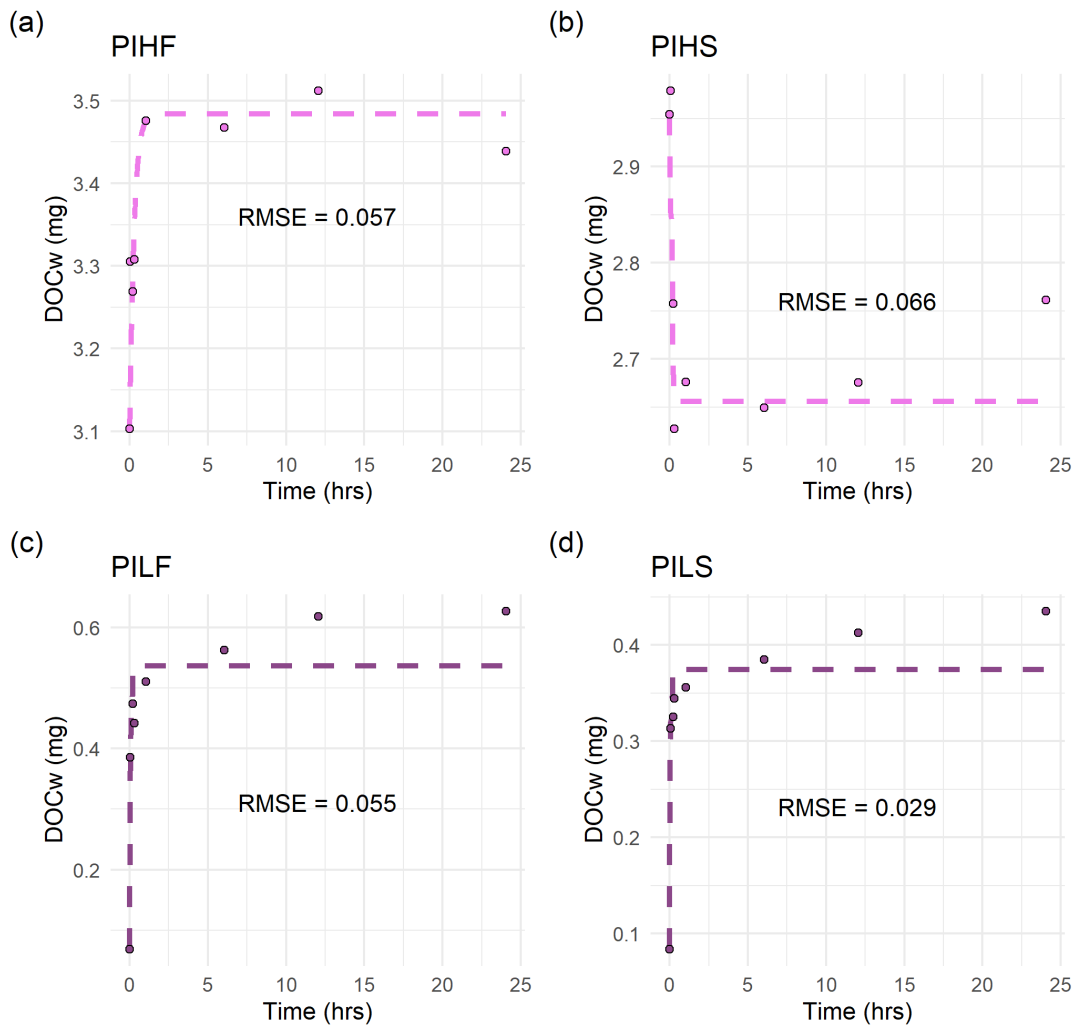 (a)
PIHF
DOCw (mg)
3.5
3.4
3.3
3.2
3.1
RMSE = 0.057
0 5 10 15 20 25
Time (hrs)
(b)
PIHS
DOCw (mg)
2.9
2.8
2.7
RMSE = 0.066
0 5 10 15 20 25
Time (hrs)
(c)
PILF
DOCw (mg)
0.6
0.4
0.2
RMSE = 0.055
0 5 10 15 20 25
Time (hrs)
(d)
PILS
DOCw (mg)
0.4
0.3
0.2
0.1
RMSE = 0.029
0 5 10 15 20 25
Time (hrs)